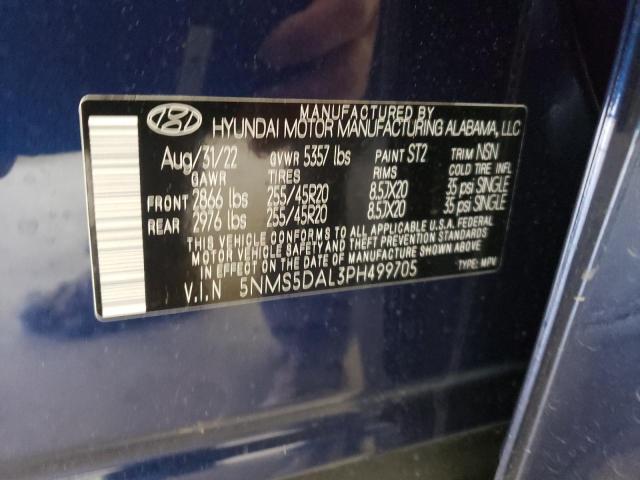 MANUFACTURED BY
HYUNDAI MOTOR MANUFACTURING ALABAMA, LLC
Aug/31/22 GVWR 5357 lbs PAINT ST2 TRIM NSN
GAWR TIRES RIMS COLD TIRE INFL
FRONT 2866 lbs 255/45R20 8.5JX20 35 psi SINGLE
REAR 2976 lbs 255/45R20 8.5JX20 35 psi SINGLE
THIS VEHICLE CONFORMS TO ALL APPLICABLE U.S.A. FEDERAL
MOTOR VEHICLE SAFETY AND THEFT PREVENTION STANDARDS
IN EFFECT ON THE DATE OF MANUFACTURE SHOWN ABOVE.
V.I.N 5NMS5DAL3PH499705 TYPE: MPV